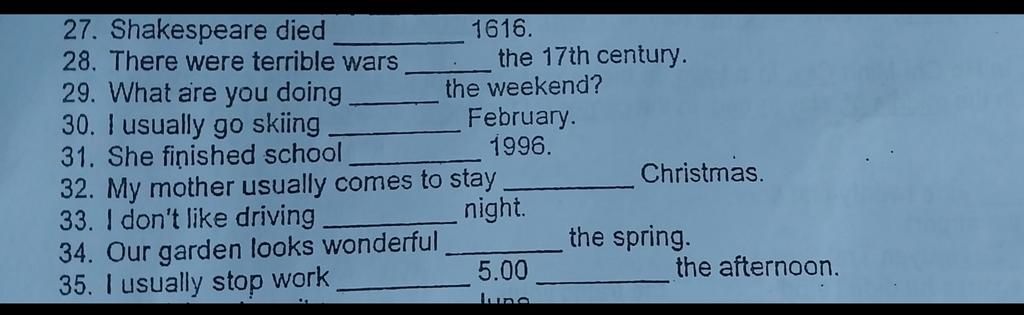 27. Shakespeare died __________ 1616.
28. There were terrible wars _______ the 17th century.
29. What are you doing _______ the weekend?
30. I usually go skiing __________ February.
31. She finished school __________ 1996.
32. My mother usually comes to stay __________ Christmas.
33. I don't like driving __________ night.
34. Our garden looks wonderful _________ the spring.
35. I usually stop work __________ 5.00 __________ the afternoon.
June